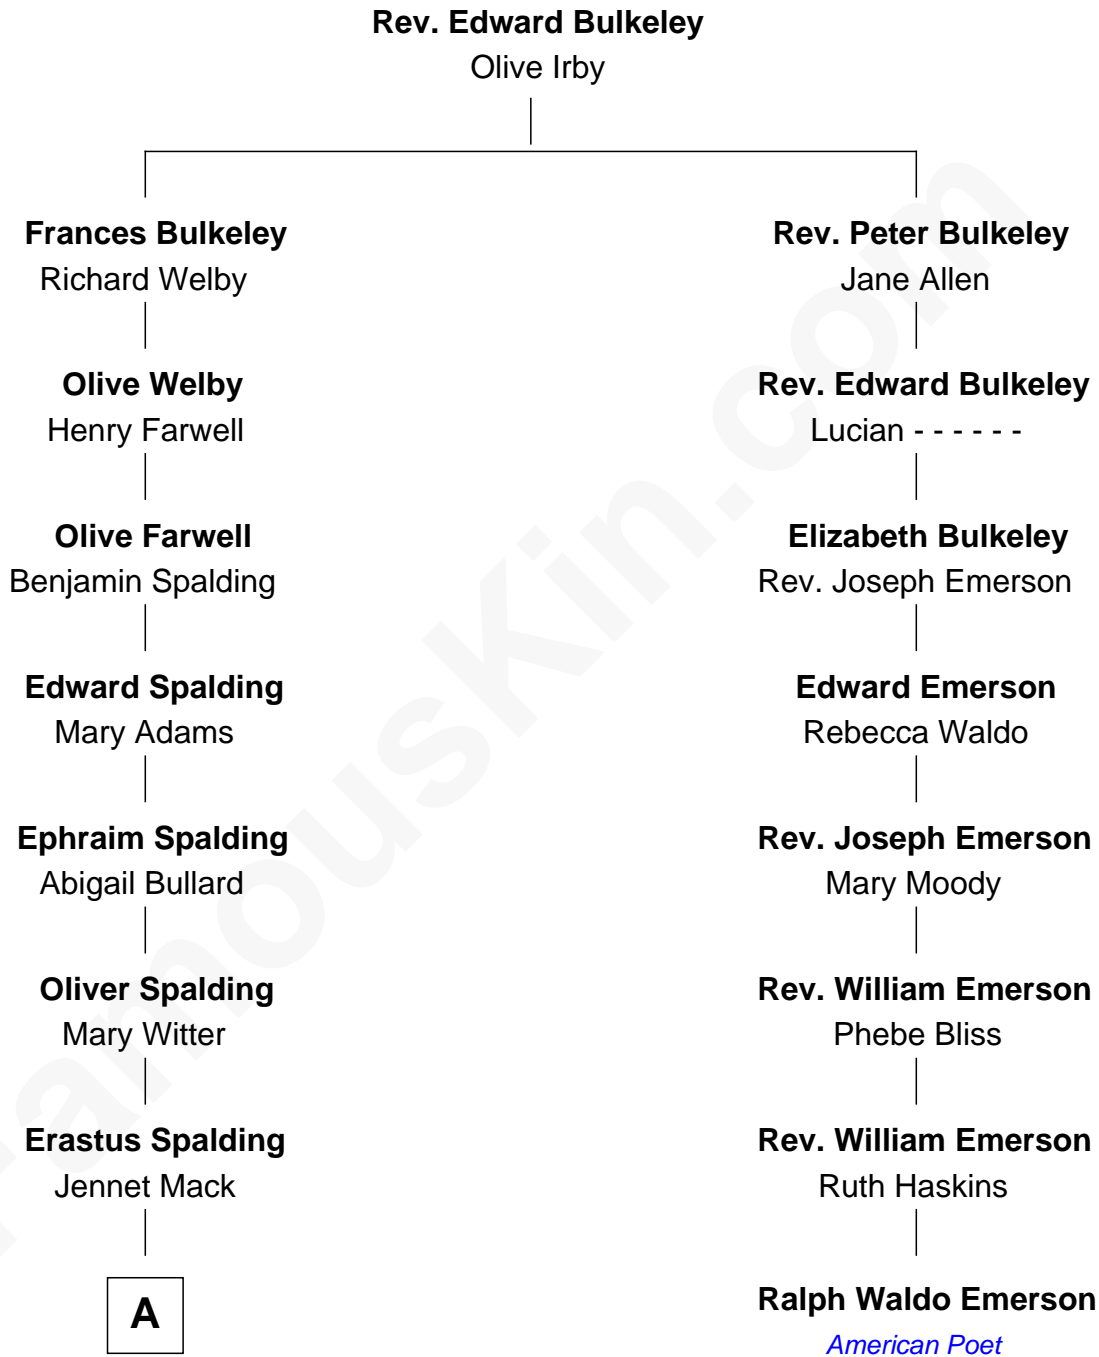 Rev. Edward Bulkeley
Olive Irby
Frances Bulkeley
Richard Welby
Rev. Peter Bulkeley
Jane Allen
Olive Welby
Henry Farwell
Rev. Edward Bulkeley
Lucian - - - - - -
Olive Farwell
Benjamin Spalding
Elizabeth Bulkeley
Rev. Joseph Emerson
Edward Spalding
Mary Adams
Edward Emerson
Rebecca Waldo
Ephraim Spalding
Abigail Bullard
Rev. Joseph Emerson
Mary Moody
Oliver Spalding
Mary Witter
Rev. William Emerson
Phebe Bliss
Erastus Spalding
Jennet Mack
Rev. William Emerson
Ruth Haskins
A
Ralph Waldo Emerson
American Poet
FamousKin.com